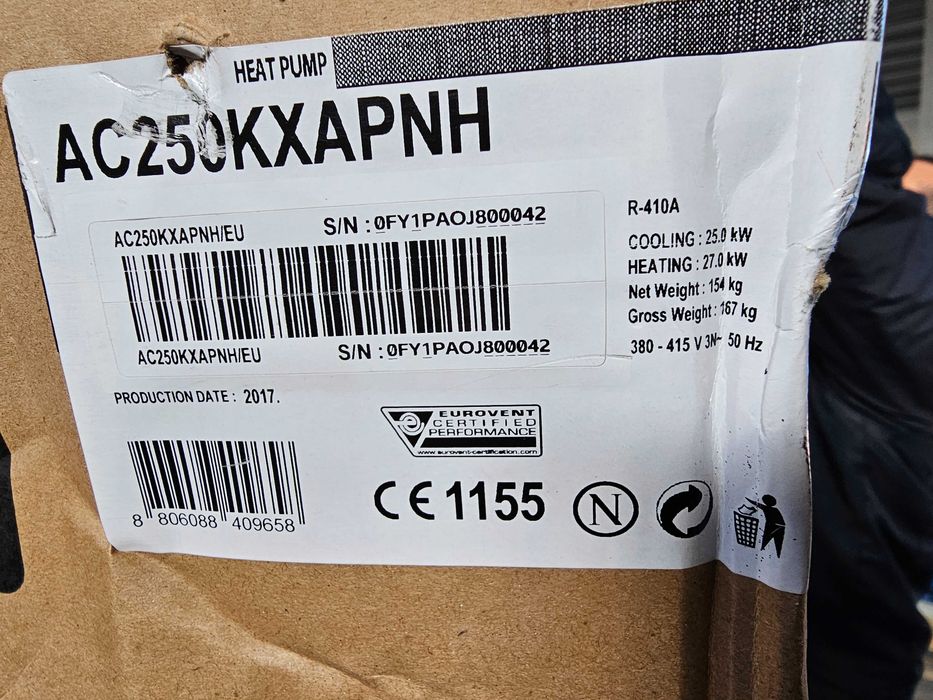 HEAT PUMP
AC250KXAPNH
AC250KXAPNH/EU
S/N : 0FY1PAOJ800042
AC250KXAPNH/EU
S/N : 0FY1PAOJ800042
R-410A
COOLING : 25.0 kW
HEATING : 27.0 kW
Net Weight : 154 kg
Gross Weight : 167 kg
380 - 415 V 3N~ 50 Hz
PRODUCTION DATE : 2017.
e
EUROVENT
CERTIFIED
PERFORMANCE
www.eurovent-certification.com
8 806088 409658
CE 1155
N